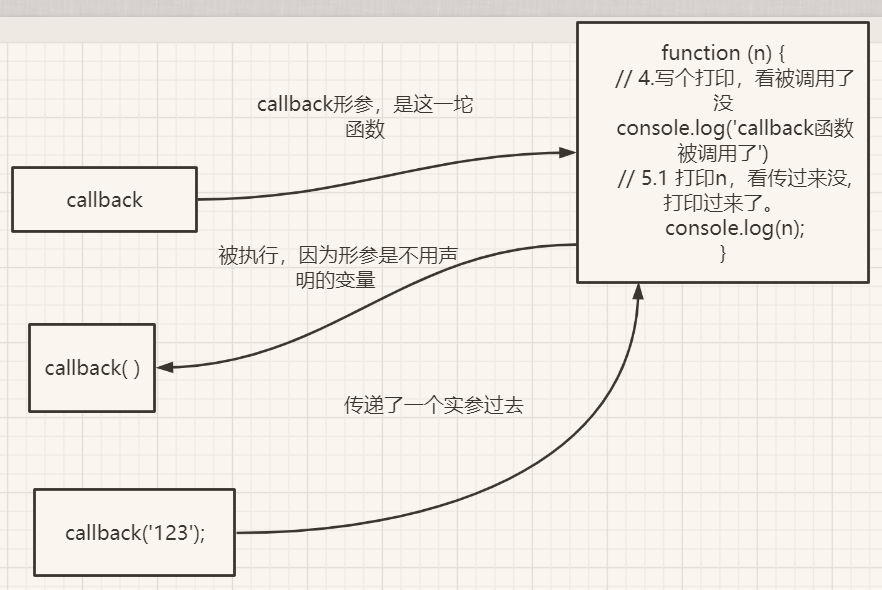 function (n) {
// 4.写个打印，看被调用了
没
console.log('callback函数
被调用了')
// 5.1 打印n，看传过来没,
打印过来了。
console.log(n);
}
callback形参，是这一坨
函数
callback
被执行，因为形参是不用声
明的变量
callback( )
传递了一个实参过去
callback('123');